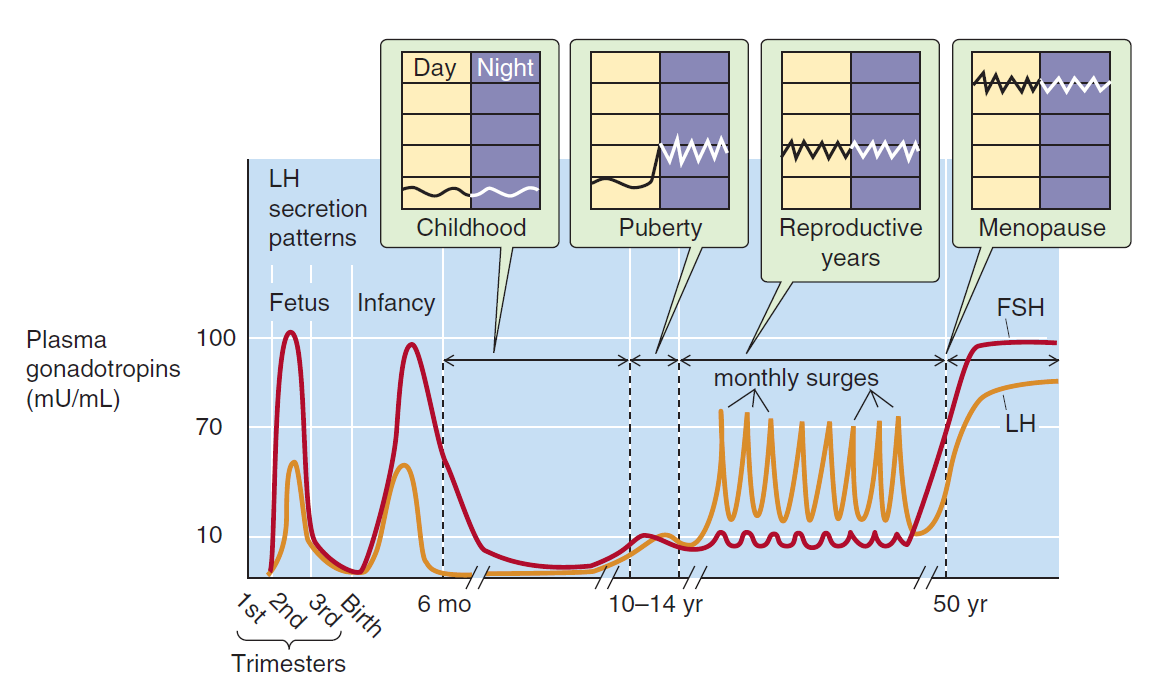 Day Night
Childhood
Puberty
Reproductive
years
Menopause
LH
secretion
patterns
Fetus
Infancy
FSH
Plasma
gonadotropins
(mU/mL)
100
70
10
monthly surges
LH
1st
2nd
3rd
Birth
6 mo
10–14 yr
50 yr
Trimesters